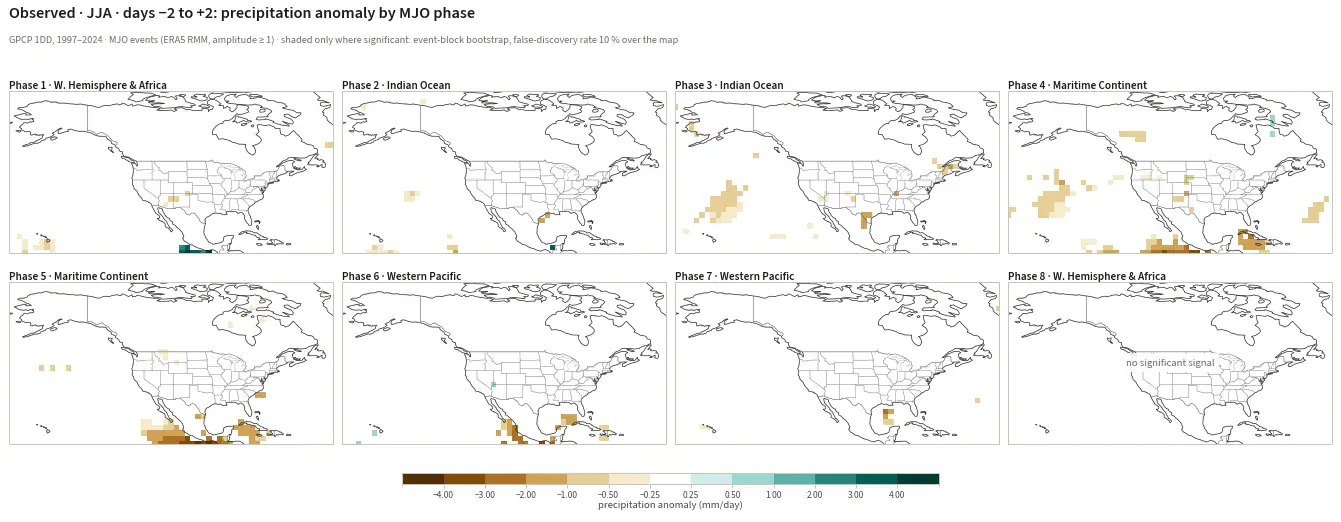 Observed · JJA · days −2 to +2: precipitation anomaly by MJO phase
GPCP 1DD, 1997–2024 · MJO events (ERA5 RMM, amplitude ≥ 1) · shaded only where significant: event-block bootstrap, false-discovery rate 10 % over the map
Phase 1 · W. Hemisphere & Africa
Phase 2 · Indian Ocean
Phase 3 · Indian Ocean
Phase 4 · Maritime Continent
Phase 5 · Maritime Continent
Phase 6 · Western Pacific
Phase 7 · Western Pacific
Phase 8 · W. Hemisphere & Africa
no significant signal
−4.00 −3.00 −2.00 −1.00 −0.50 −0.25 0.25 0.50 1.00 2.00 3.00 4.00
precipitation anomaly (mm/day)